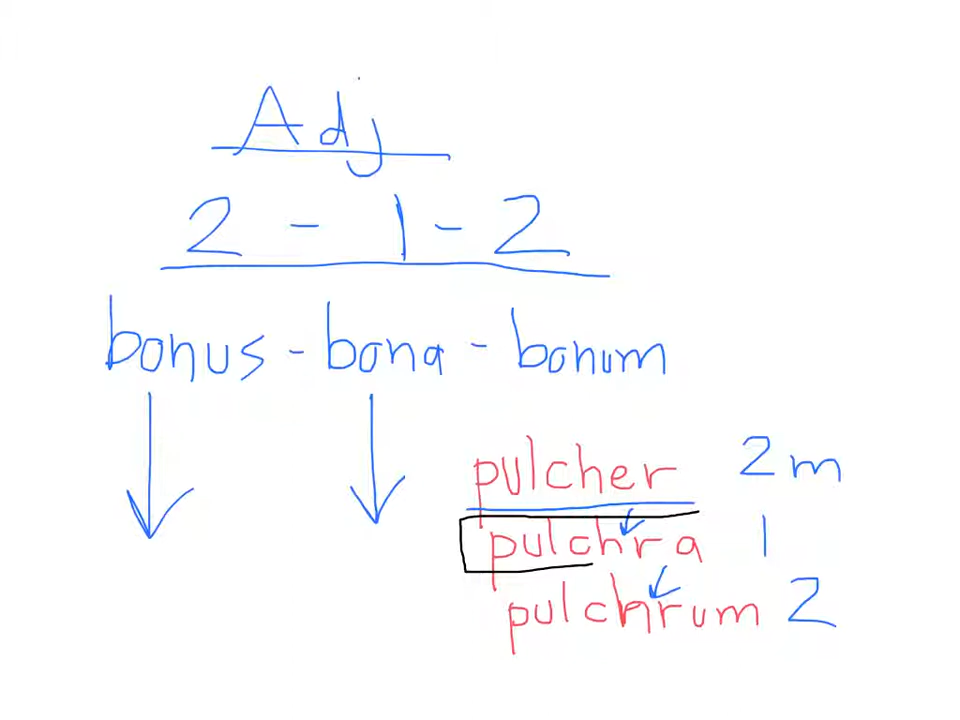 Adj
2 - 1 - 2
bonus - bona - bonum
pulcher 2m
pulchra 1
pulchrum 2